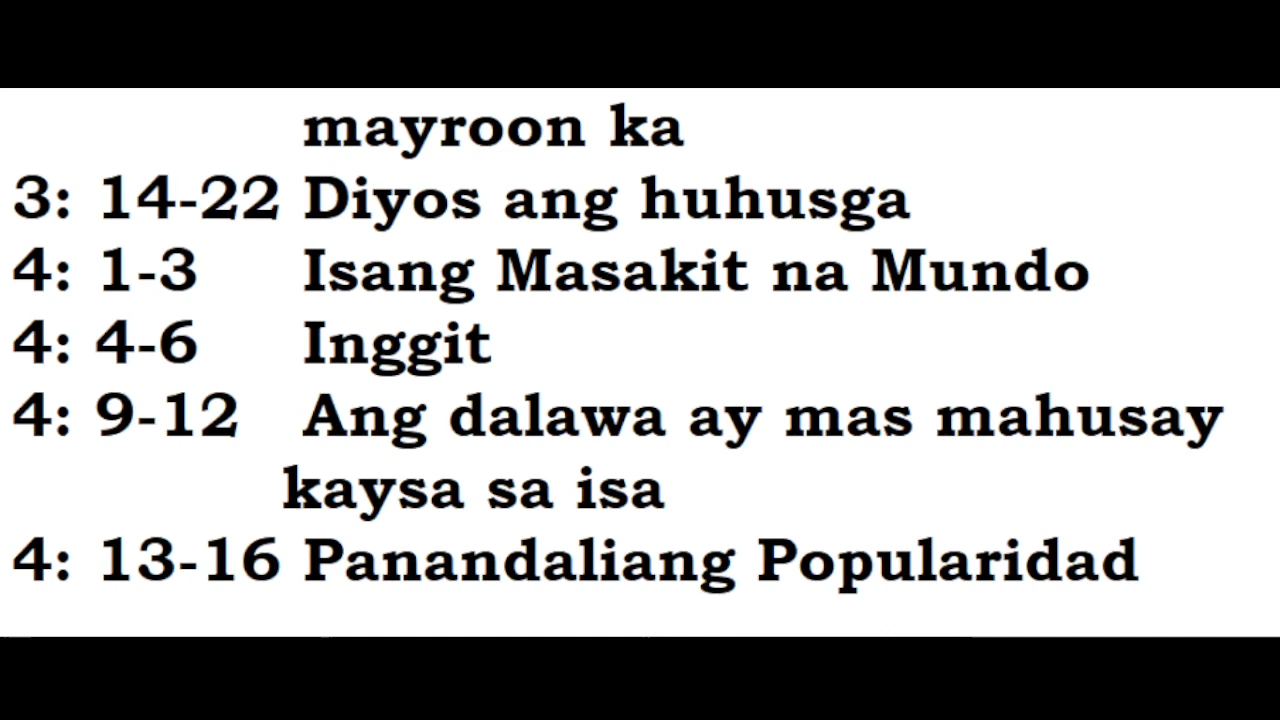 mayroon ka
3: 14-22 Diyos ang huhusga
4: 1-3 Isang Masakit na Mundo
4: 4-6 Inggit
4: 9-12 Ang dalawa ay mas mahusay
kaysa sa isa
4: 13-16 Panandaliang Popularidad